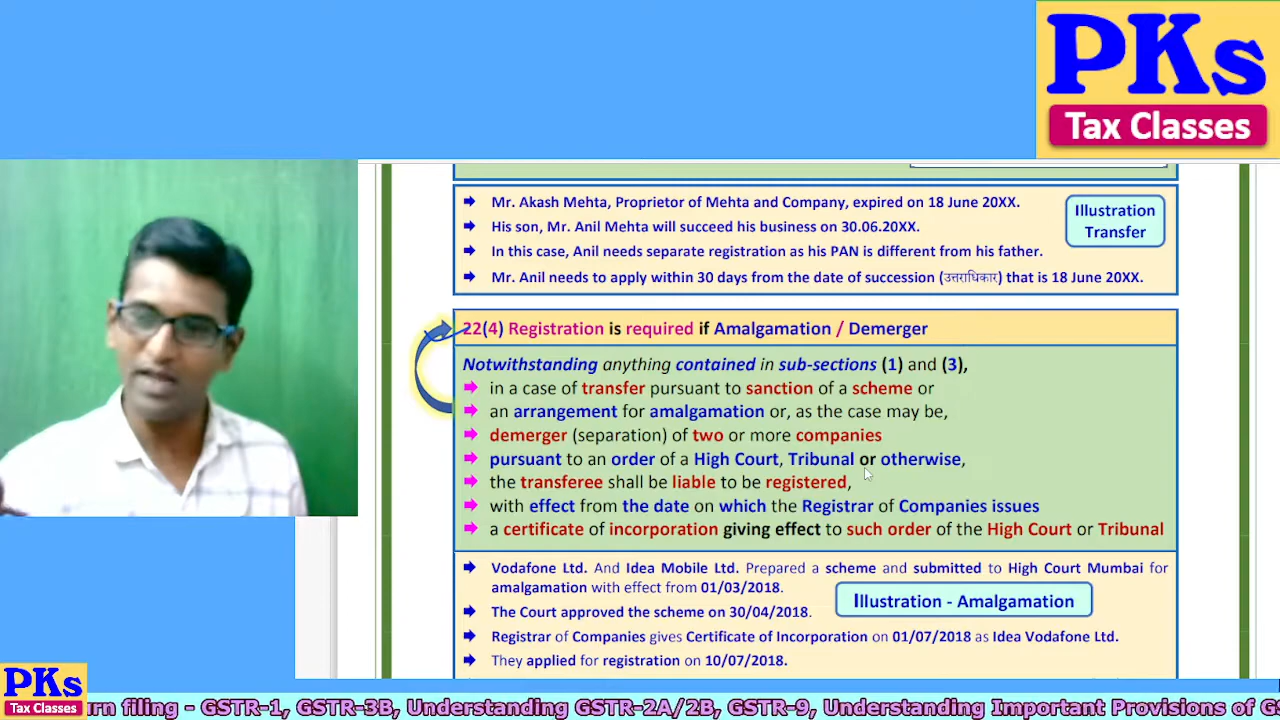 PKs
Tax Classes
Mr. Akash Mehta, Proprietor of Mehta and Company, expired on 18 June 20XX.
His son, Mr. Anil Mehta will succeed his business on 30.06.20XX.
In this case, Anil needs separate registration as his PAN is different from his father.
Mr. Anil needs to apply within 30 days from the date of succession (उत्तराधिकार) that is 18 June 20XX.
Illustration
Transfer
22(4) Registration is required if Amalgamation / Demerger
Notwithstanding anything contained in sub-sections (1) and (3),
in a case of transfer pursuant to sanction of a scheme or
an arrangement for amalgamation or, as the case may be,
demerger (separation) of two or more companies
pursuant to an order of a High Court, Tribunal or otherwise,
the transferee shall be liable to be registered,
with effect from the date on which the Registrar of Companies issues
a certificate of incorporation giving effect to such order of the High Court or Tribunal
Vodafone Ltd. And Idea Mobile Ltd. Prepared a scheme and submitted to High Court Mumbai for
amalgamation with effect from 01/03/2018.
Illustration - Amalgamation
The Court approved the scheme on 30/04/2018.
Registrar of Companies gives Certificate of Incorporation on 01/07/2018 as Idea Vodafone Ltd.
They applied for registration on 10/07/2018.
PKs
Tax Classes
urn filing - GSTR-1, GSTR-3B, Understanding GSTR-2A/2B, GSTR-9, Understanding Important Provisions of GS